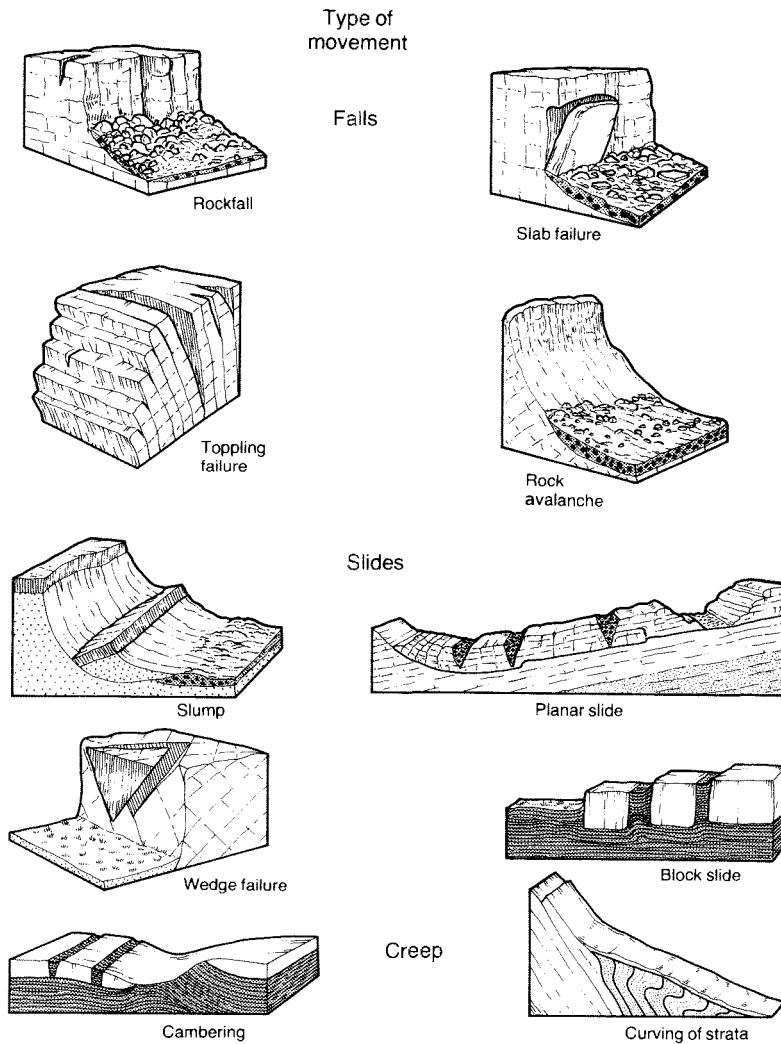 Type of
movement
Falls
Rockfall
Slab failure
Toppling
failure
Rock
avalanche
Slides
Slump
Planar slide
Wedge failure
Block slide
Creep
Cambering
Curving of strata